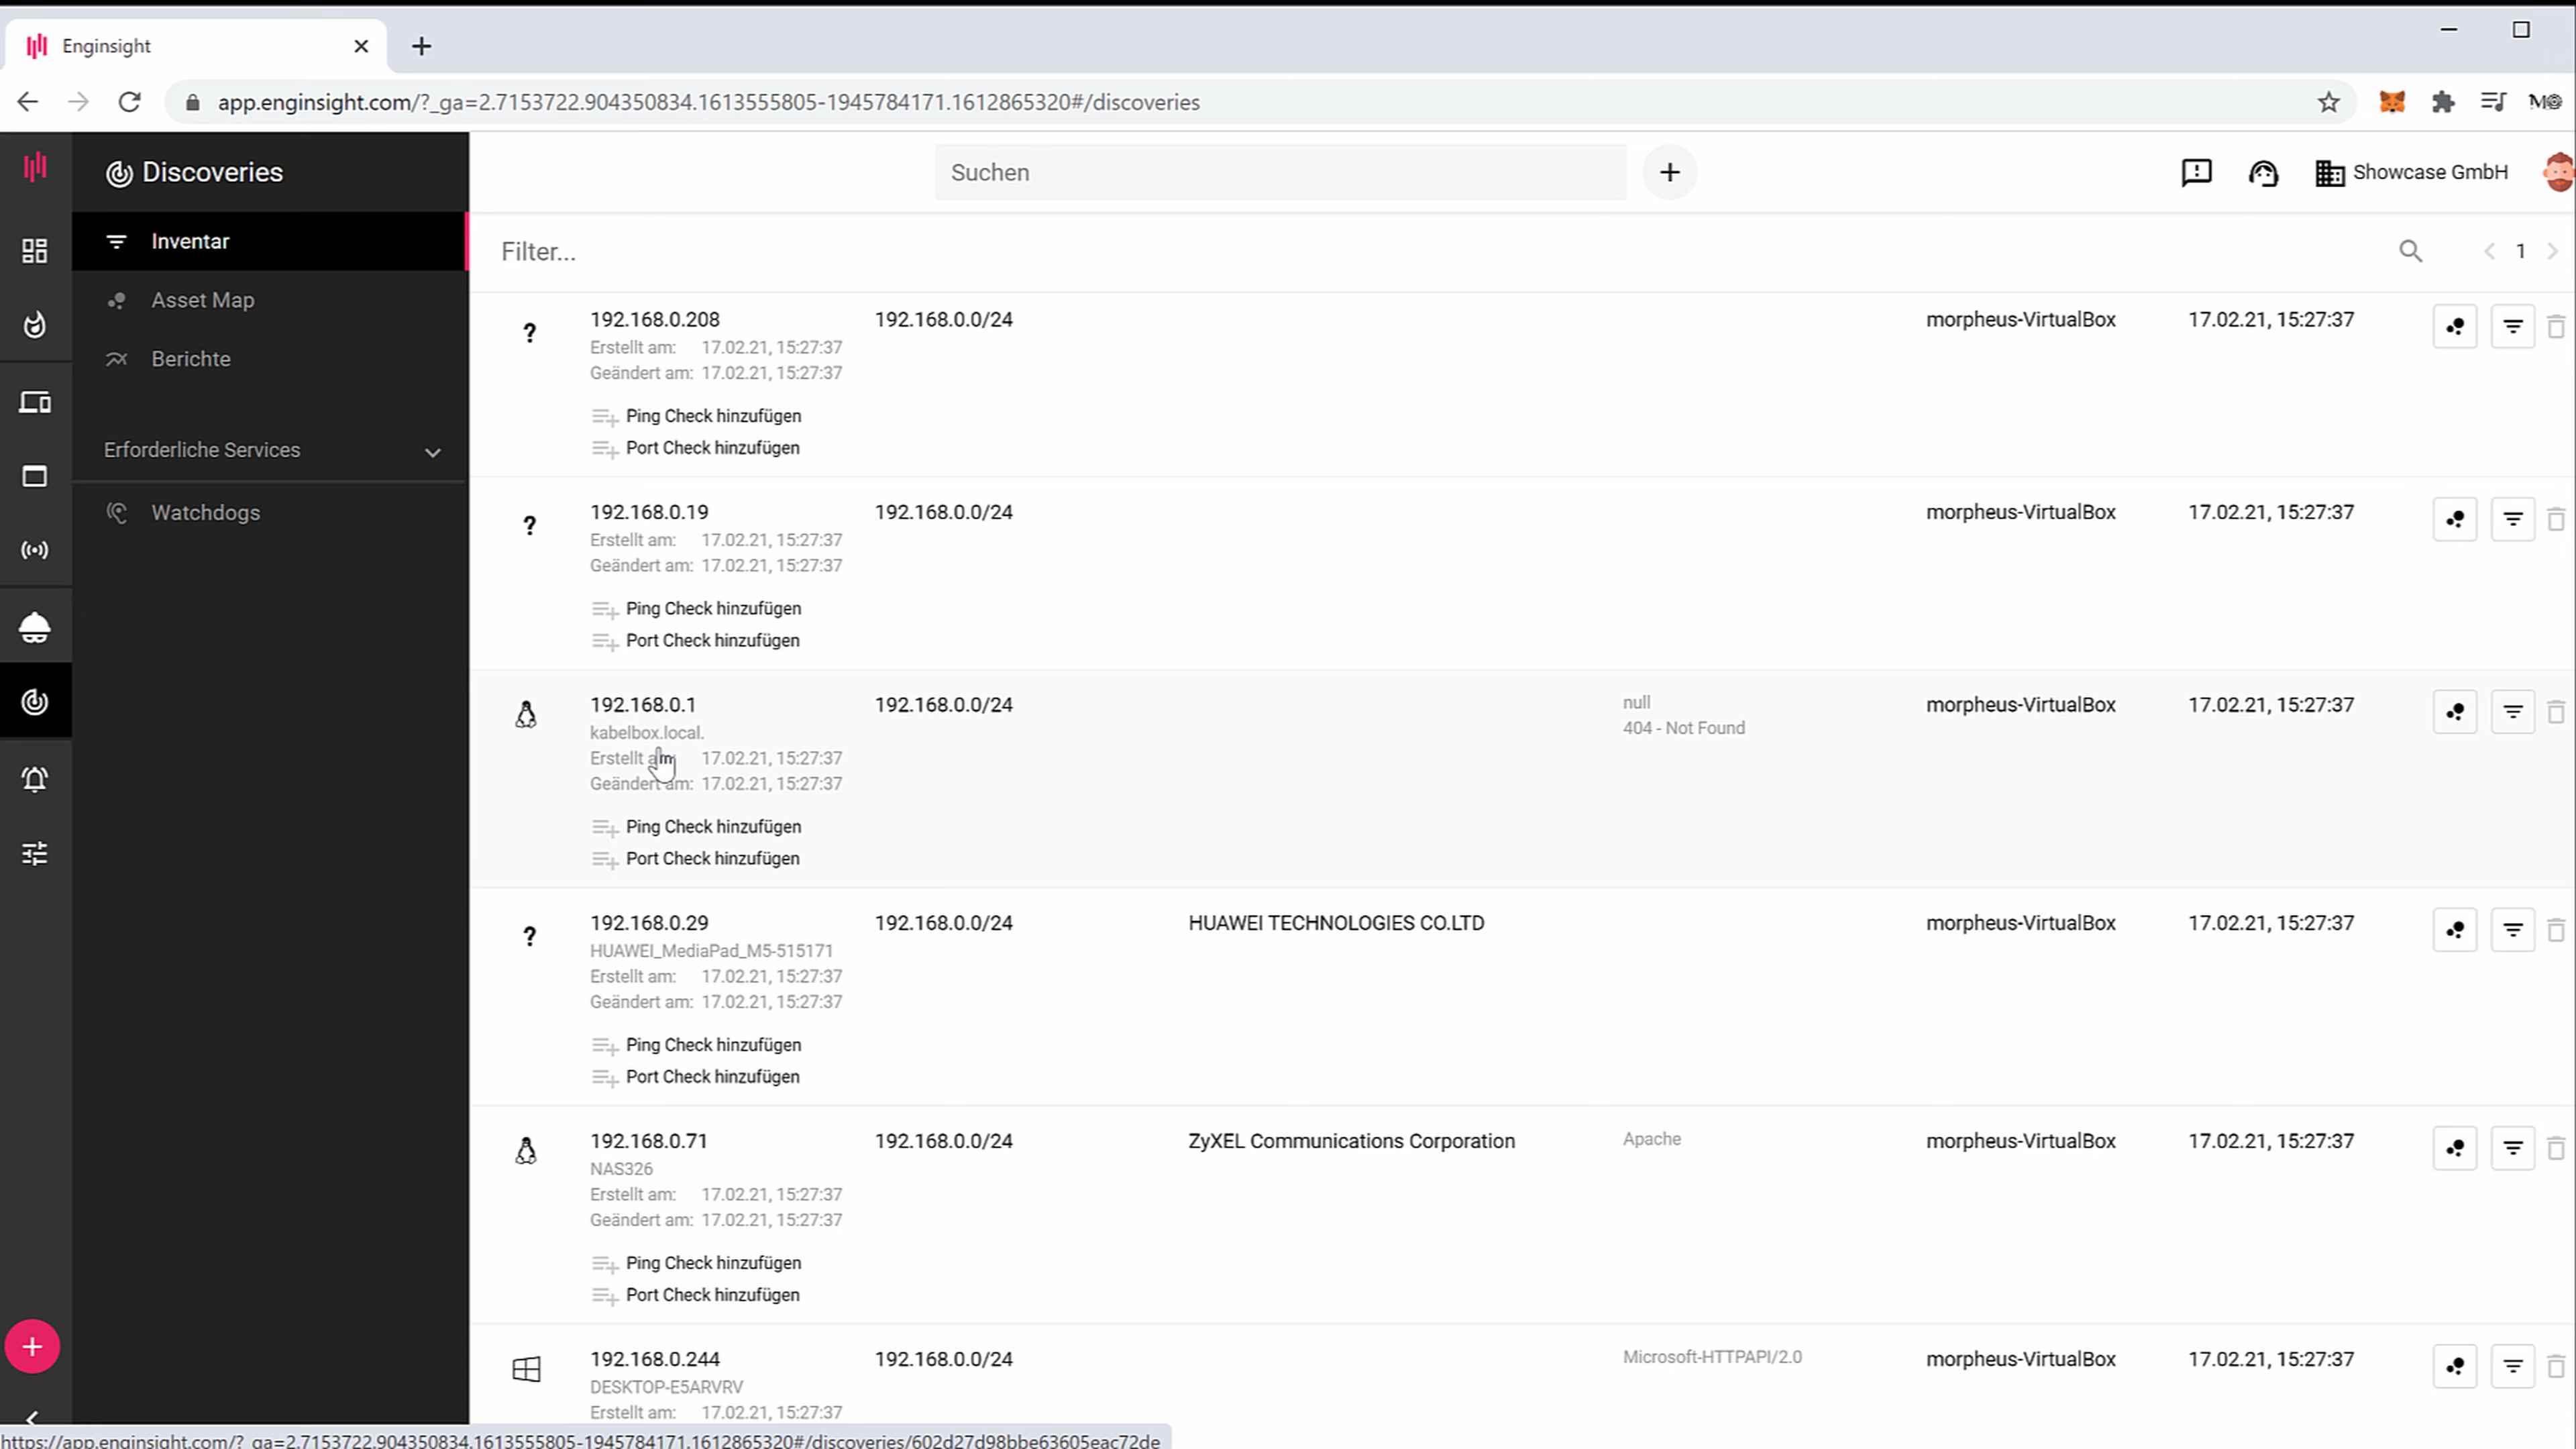 Enginsight
app.enginsight.com/?_ga=2.7153722.904350834.1613555805-1945784171.1612865320#/discoveries
Discoveries
Suchen
Showcase GmbH
Inventar
Asset Map
Berichte
Erforderliche Services
Watchdogs
Filter...
1
192.168.0.208 192.168.0.0/24 morpheus-VirtualBox 17.02.21, 15:27:37
Erstellt am: 17.02.21, 15:27:37
Geändert am: 17.02.21, 15:27:37
Ping Check hinzufügen
Port Check hinzufügen
192.168.0.19 192.168.0.0/24 morpheus-VirtualBox 17.02.21, 15:27:37
Erstellt am: 17.02.21, 15:27:37
Geändert am: 17.02.21, 15:27:37
Ping Check hinzufügen
Port Check hinzufügen
192.168.0.1 192.168.0.0/24 null morpheus-VirtualBox 17.02.21, 15:27:37
kabelbox.local. 404 - Not Found
Erstellt 17.02.21, 15:27:37
Geändert am: 17.02.21, 15:27:37
Ping Check hinzufügen
Port Check hinzufügen
192.168.0.29 192.168.0.0/24 HUAWEI TECHNOLOGIES CO.LTD morpheus-VirtualBox 17.02.21, 15:27:37
HUAWEI_MediaPad_M5-515171
Erstellt am: 17.02.21, 15:27:37
Geändert am: 17.02.21, 15:27:37
Ping Check hinzufügen
Port Check hinzufügen
192.168.0.71 192.168.0.0/24 ZyXEL Communications Corporation Apache morpheus-VirtualBox 17.02.21, 15:27:37
NAS326
Erstellt am: 17.02.21, 15:27:37
Geändert am: 17.02.21, 15:27:37
Ping Check hinzufügen
Port Check hinzufügen
192.168.0.244 192.168.0.0/24 Microsoft-HTTPAPI/2.0 morpheus-VirtualBox 17.02.21, 15:27:37
DESKTOP-E5ARVRV
Erstellt am: 17.02.21, 15:27:37
https://app.enginsight.com/?_ga=2.7153722.904350834.1613555805-1945784171.1612865320#/discoveries/602d27d98bbe63605eac72de